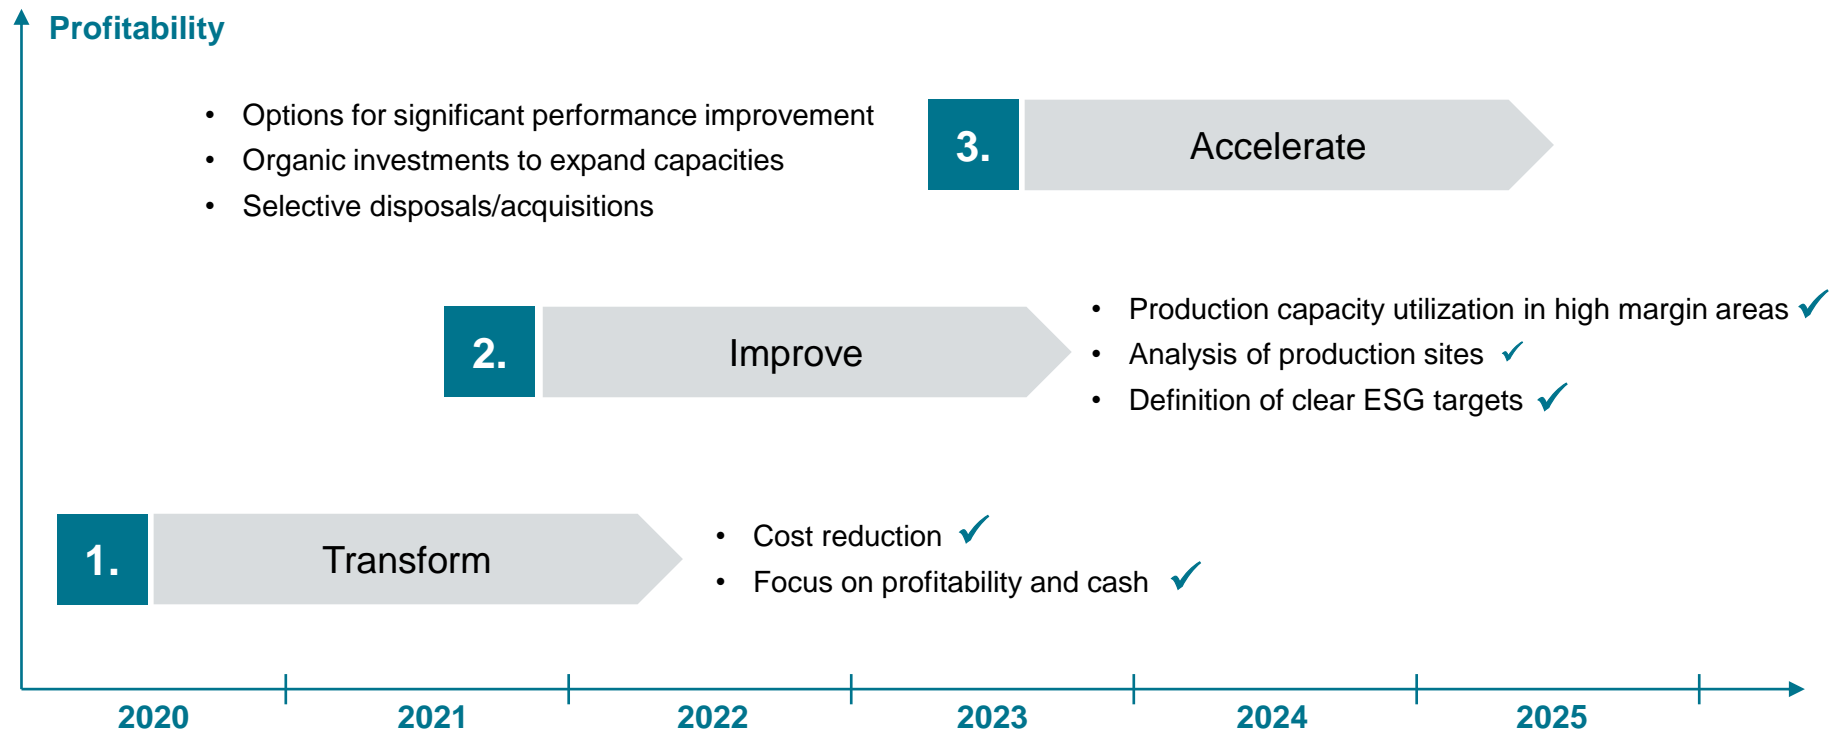 Profitability
• Options for significant performance improvement
• Organic investments to expand capacities
• Selective disposals/acquisitions
3.
Accelerate
2.
Improve
• Production capacity utilization in high margin areas ✓
• Analysis of production sites ✓
• Definition of clear ESG targets ✓
1.
Transform
• Cost reduction ✓
• Focus on profitability and cash ✓
2020 2021 2022 2023 2024 2025